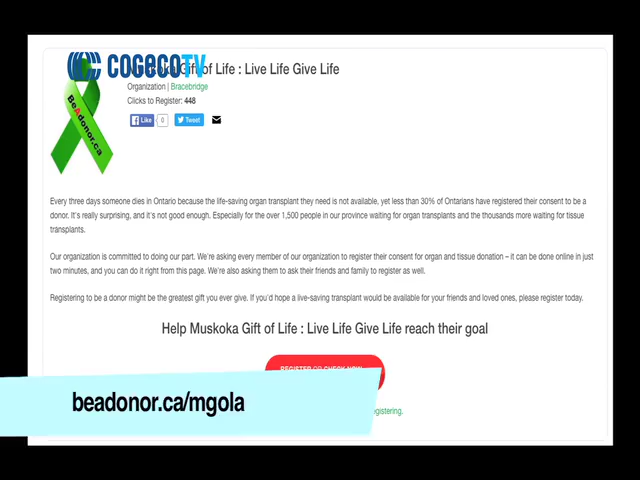 COGECO TV
Muskoka Gift of Life : Live Life Give Life
Organization | Bracebridge
Clicks to Register: 448
Like 0 Tweet
BeAdonor.ca
Every three days someone dies in Ontario because the life-saving organ transplant they need is not available, yet less than 30% of Ontarians have registered their consent to be a
donor. It's really surprising, and it's not good enough. Especially for the over 1,500 people in our province waiting for organ transplants and the thousands more waiting for tissue
transplants.
Our organization is committed to doing our part. We're asking every member of our organization to register their consent for organ and tissue donation – it can be done online in just
two minutes, and you can do it right from this page. We're also asking them to ask their friends and family to register as well.
Registering to be a donor might be the greatest gift you ever give. If you'd hope a live-saving transplant would be available for your friends and loved ones, please register today.
Help Muskoka Gift of Life : Live Life Give Life reach their goal
REGISTER OR CHECK NOW
beadonor.ca/mgola